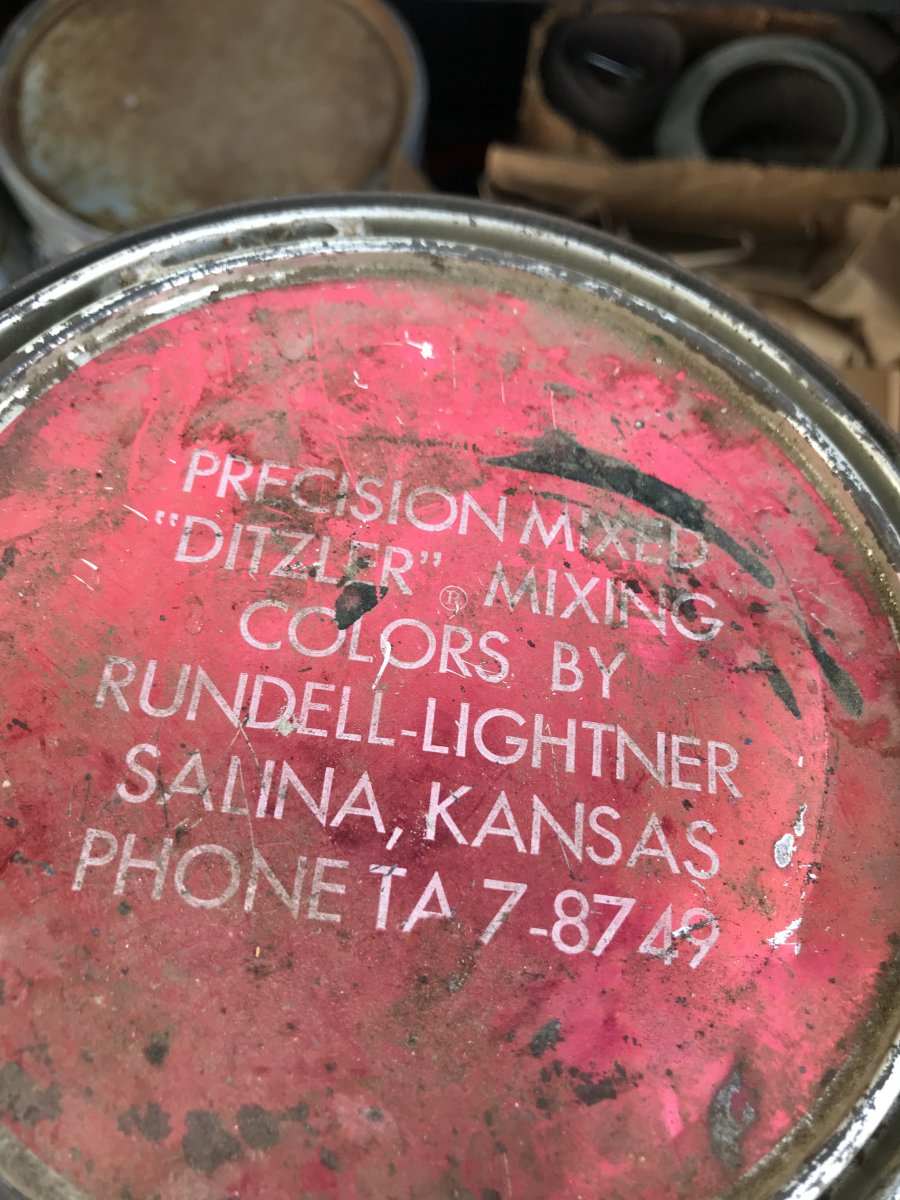 PRECISION MIXED
"DITZLER" ® MIXING
COLORS BY
RUNDELL-LIGHTNER
SALINA, KANSAS
PHONE TA 7-8749